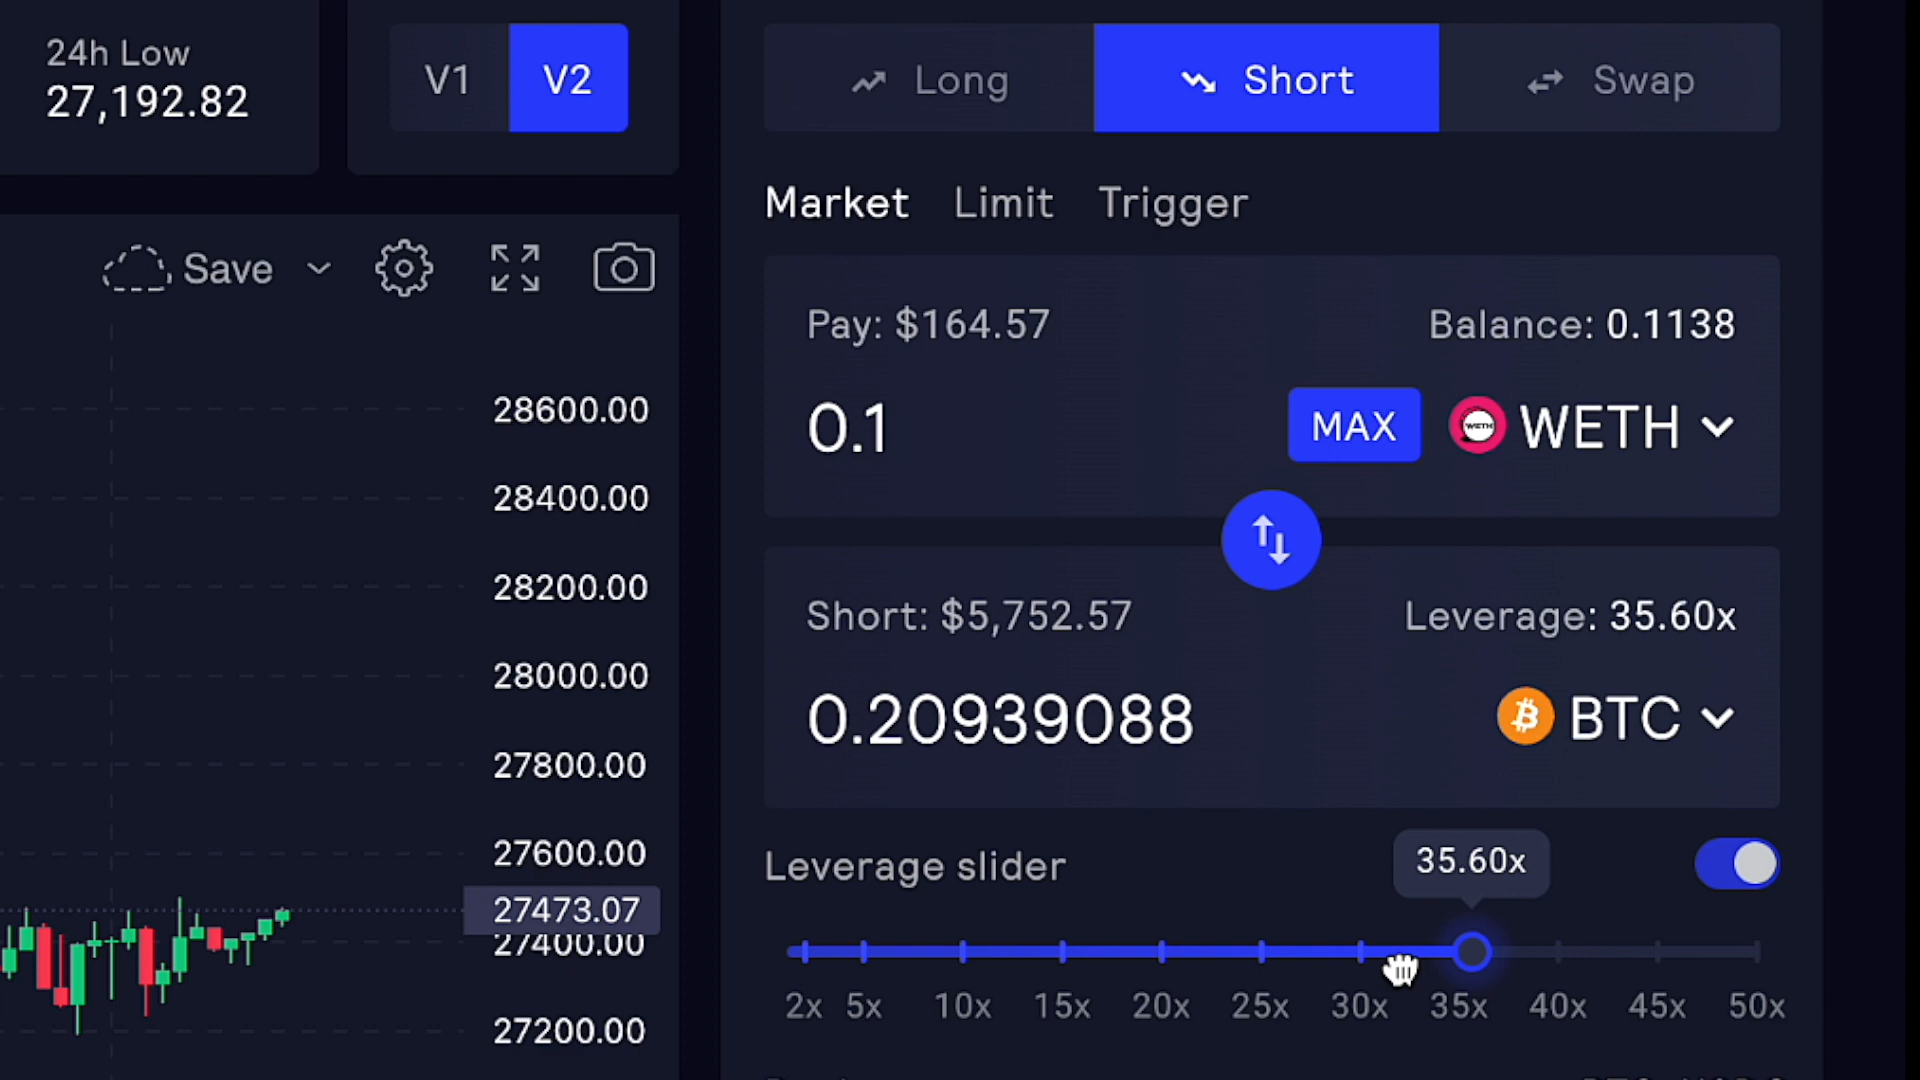 24h Low
27,192.82
V1 V2
Long Short Swap
Market Limit Trigger
Save
Pay: $164.57 Balance: 0.1138
0.1 MAX WETH WETH
Short: $5,752.57 Leverage: 35.60x
0.20939088 BTC
Leverage slider 35.60x
2x 5x 10x 15x 20x 25x 30x 35x 40x 45x 50x
28600.00
28400.00
28200.00
28000.00
27800.00
27600.00
27473.07
27400.00
27200.00